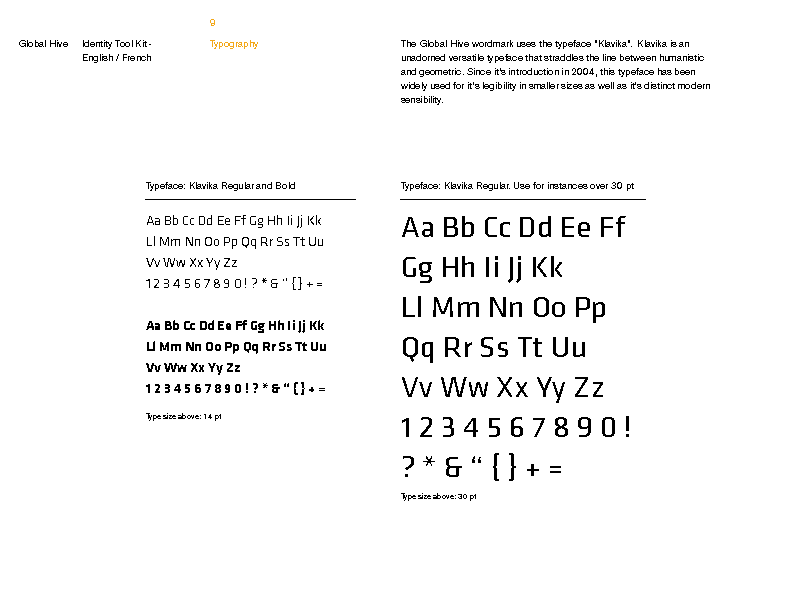 9
Global Hive
Identity Tool Kit -
English / French
Typography
The Global Hive wordmark uses the typeface "Klavika". Klavika is an
unadorned versatile typeface that straddles the line between humanistic
and geometric. Since it's introduction in 2004, this typeface has been
widely used for it's legibility in smaller sizes as well as it's distinct modern
sensibility.
Typeface: Klavika Regular and Bold
Aa Bb Cc Dd Ee Ff Gg Hh Ii Jj Kk
Ll Mm Nn Oo Pp Qq Rr Ss Tt Uu
Vv Ww Xx Yy Zz
1 2 3 4 5 6 7 8 9 0 ! ? * & “ { } + =
Aa Bb Cc Dd Ee Ff Gg Hh Ii Jj Kk
Ll Mm Nn Oo Pp Qq Rr Ss Tt Uu
Vv Ww Xx Yy Zz
1 2 3 4 5 6 7 8 9 0 ! ? * & “ { } + =
Type size above: 14 pt
Typeface: Klavika Regular. Use for instances over 30 pt
Aa Bb Cc Dd Ee Ff
Gg Hh Ii Jj Kk
Ll Mm Nn Oo Pp
Qq Rr Ss Tt Uu
Vv Ww Xx Yy Zz
1 2 3 4 5 6 7 8 9 0 !
? * & “ { } + =
Type size above: 30 pt